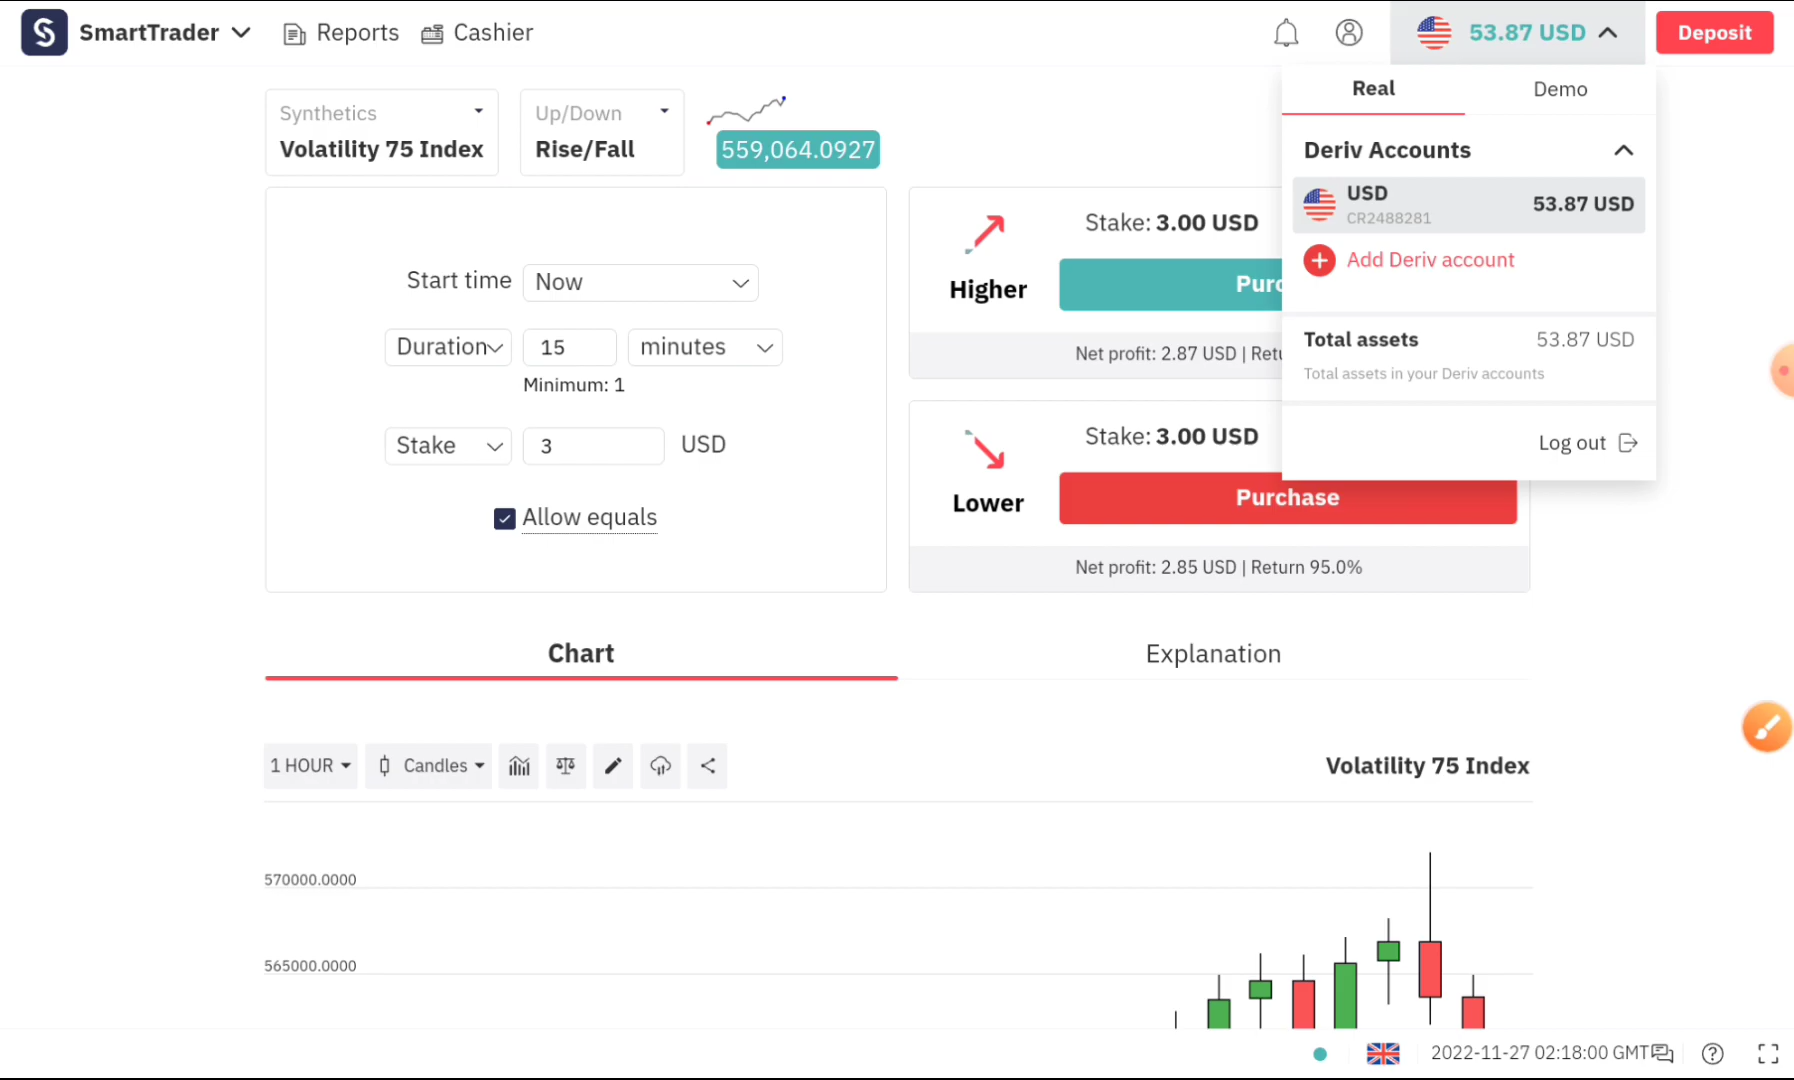 SmartTrader
Reports
Cashier
53.87 USD
Deposit
Real
Demo
Synthetics
Volatility 75 Index
Up/Down
Rise/Fall
559,064.0927
Deriv Accounts
USD
CR2488281
53.87 USD
Add Deriv account
Total assets
53.87 USD
Total assets in your Deriv accounts
Log out
Start time
Now
Duration
15
minutes
Minimum: 1
Stake
3
USD
Allow equals
Stake: 3.00 USD
Higher
Purc
Net profit: 2.87 USD | Retu
Stake: 3.00 USD
Lower
Purchase
Net profit: 2.85 USD | Return 95.0%
Chart
Explanation
1 HOUR
Candles
Volatility 75 Index
570000.0000
565000.0000
2022-11-27 02:18:00 GMT